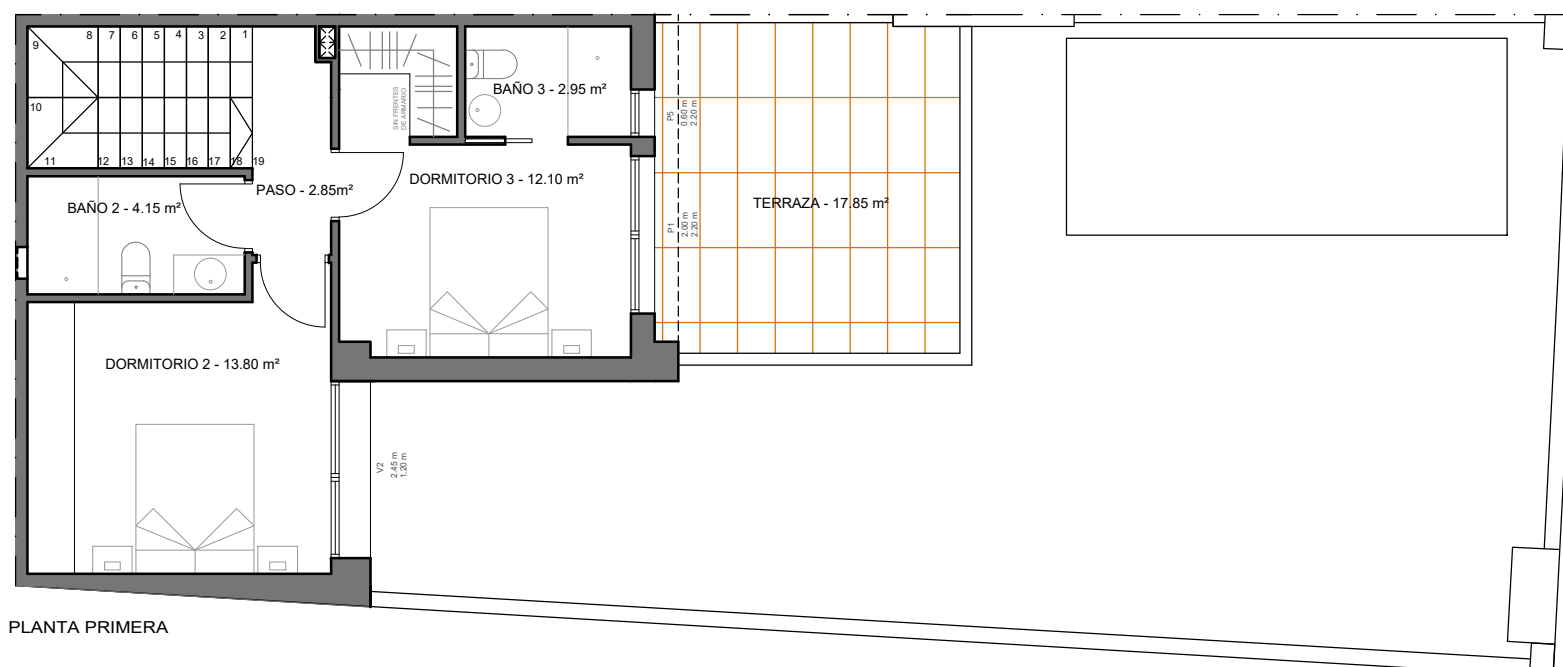 9
8
7
6
5
4
3
2
1
10
11
12
13
14
15
16
17
18
19
SIN FRENTES
DE ARMARIO
BAÑO 3 - 2.95 m²
P5
0.60 m
2.20 m
PASO - 2.85m²
DORMITORIO 3 - 12.10 m²
BAÑO 2 - 4.15 m²
P1
2.00 m
2.20 m
TERRAZA - 17.85 m²
DORMITORIO 2 - 13.80 m²
V2
2.45 m
1.20 m
PLANTA PRIMERA